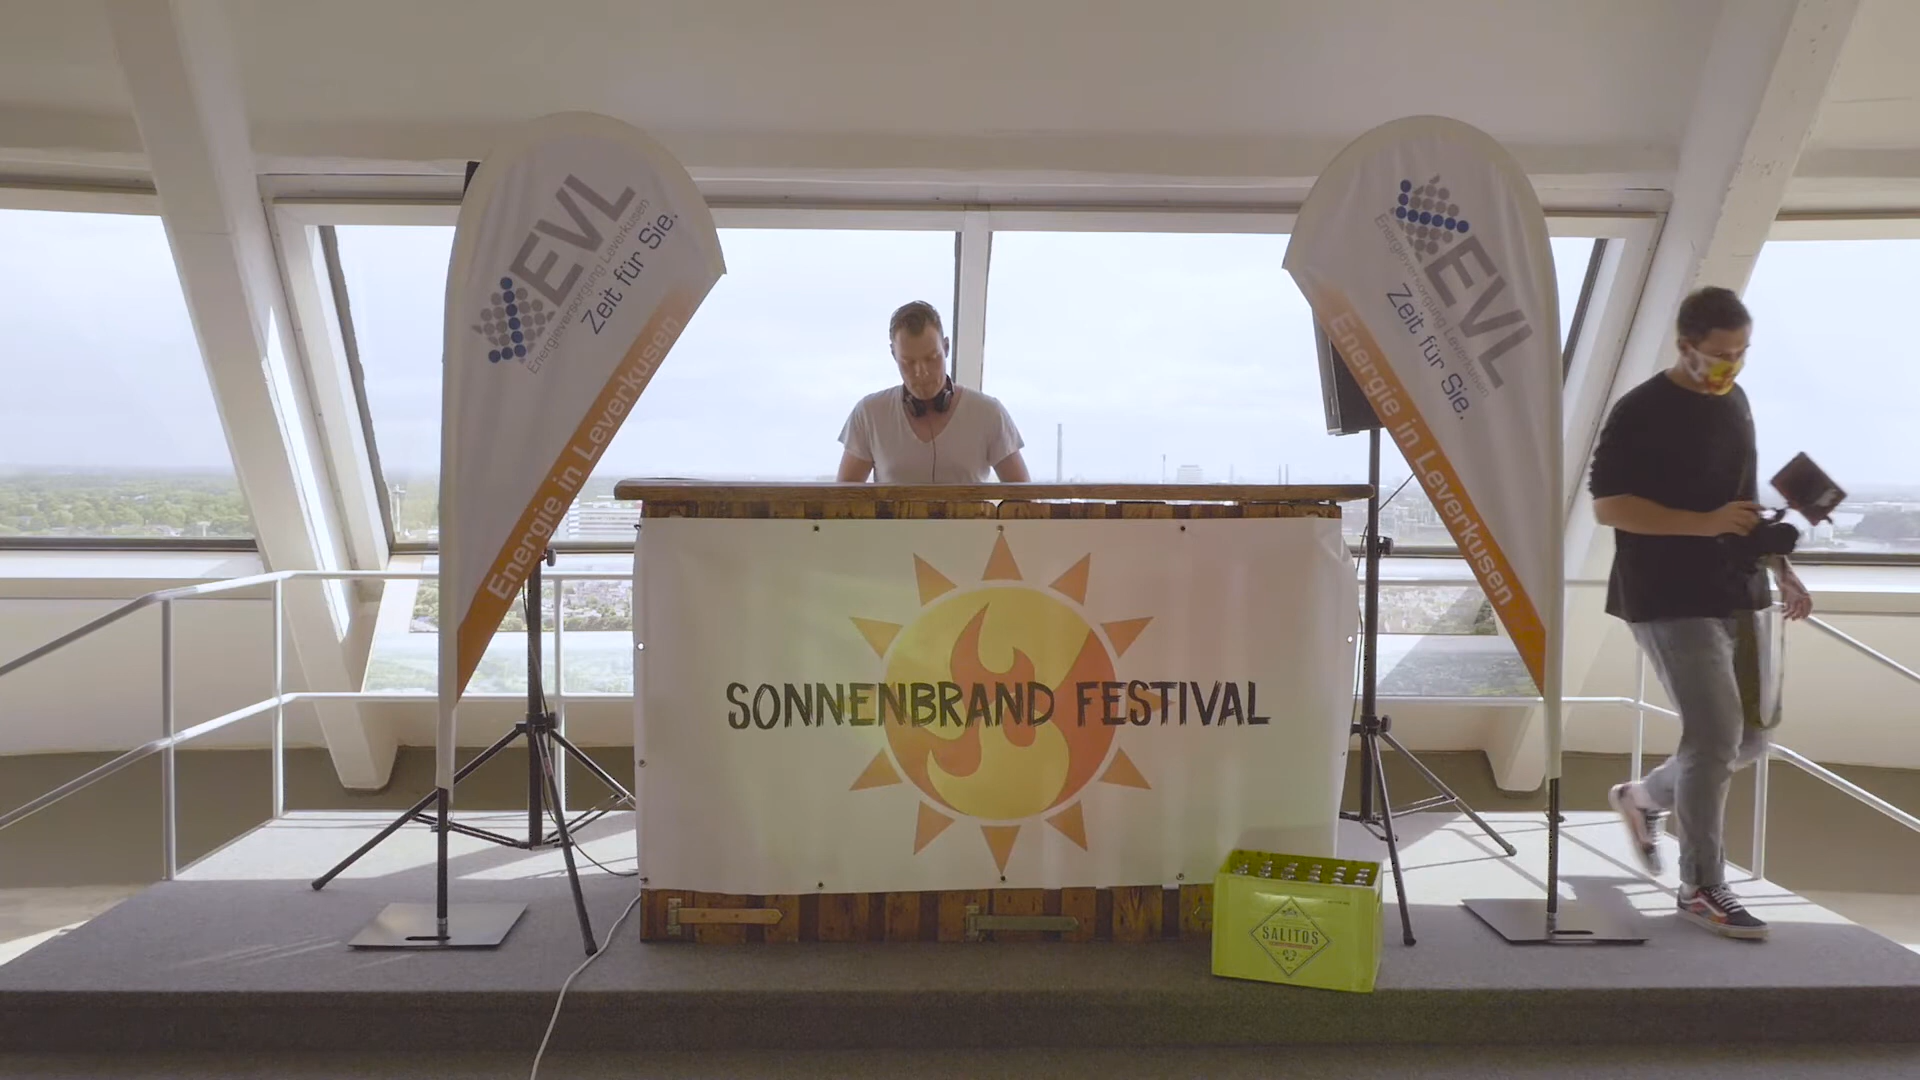 EVL
Energieversorgung Leverkusen
Zeit für Sie.
Energie in Leverkusen
EVL
Energieversorgung Leverkusen
Zeit für Sie.
Energie in Leverkusen
SONNENBRAND FESTIVAL
SALITOS